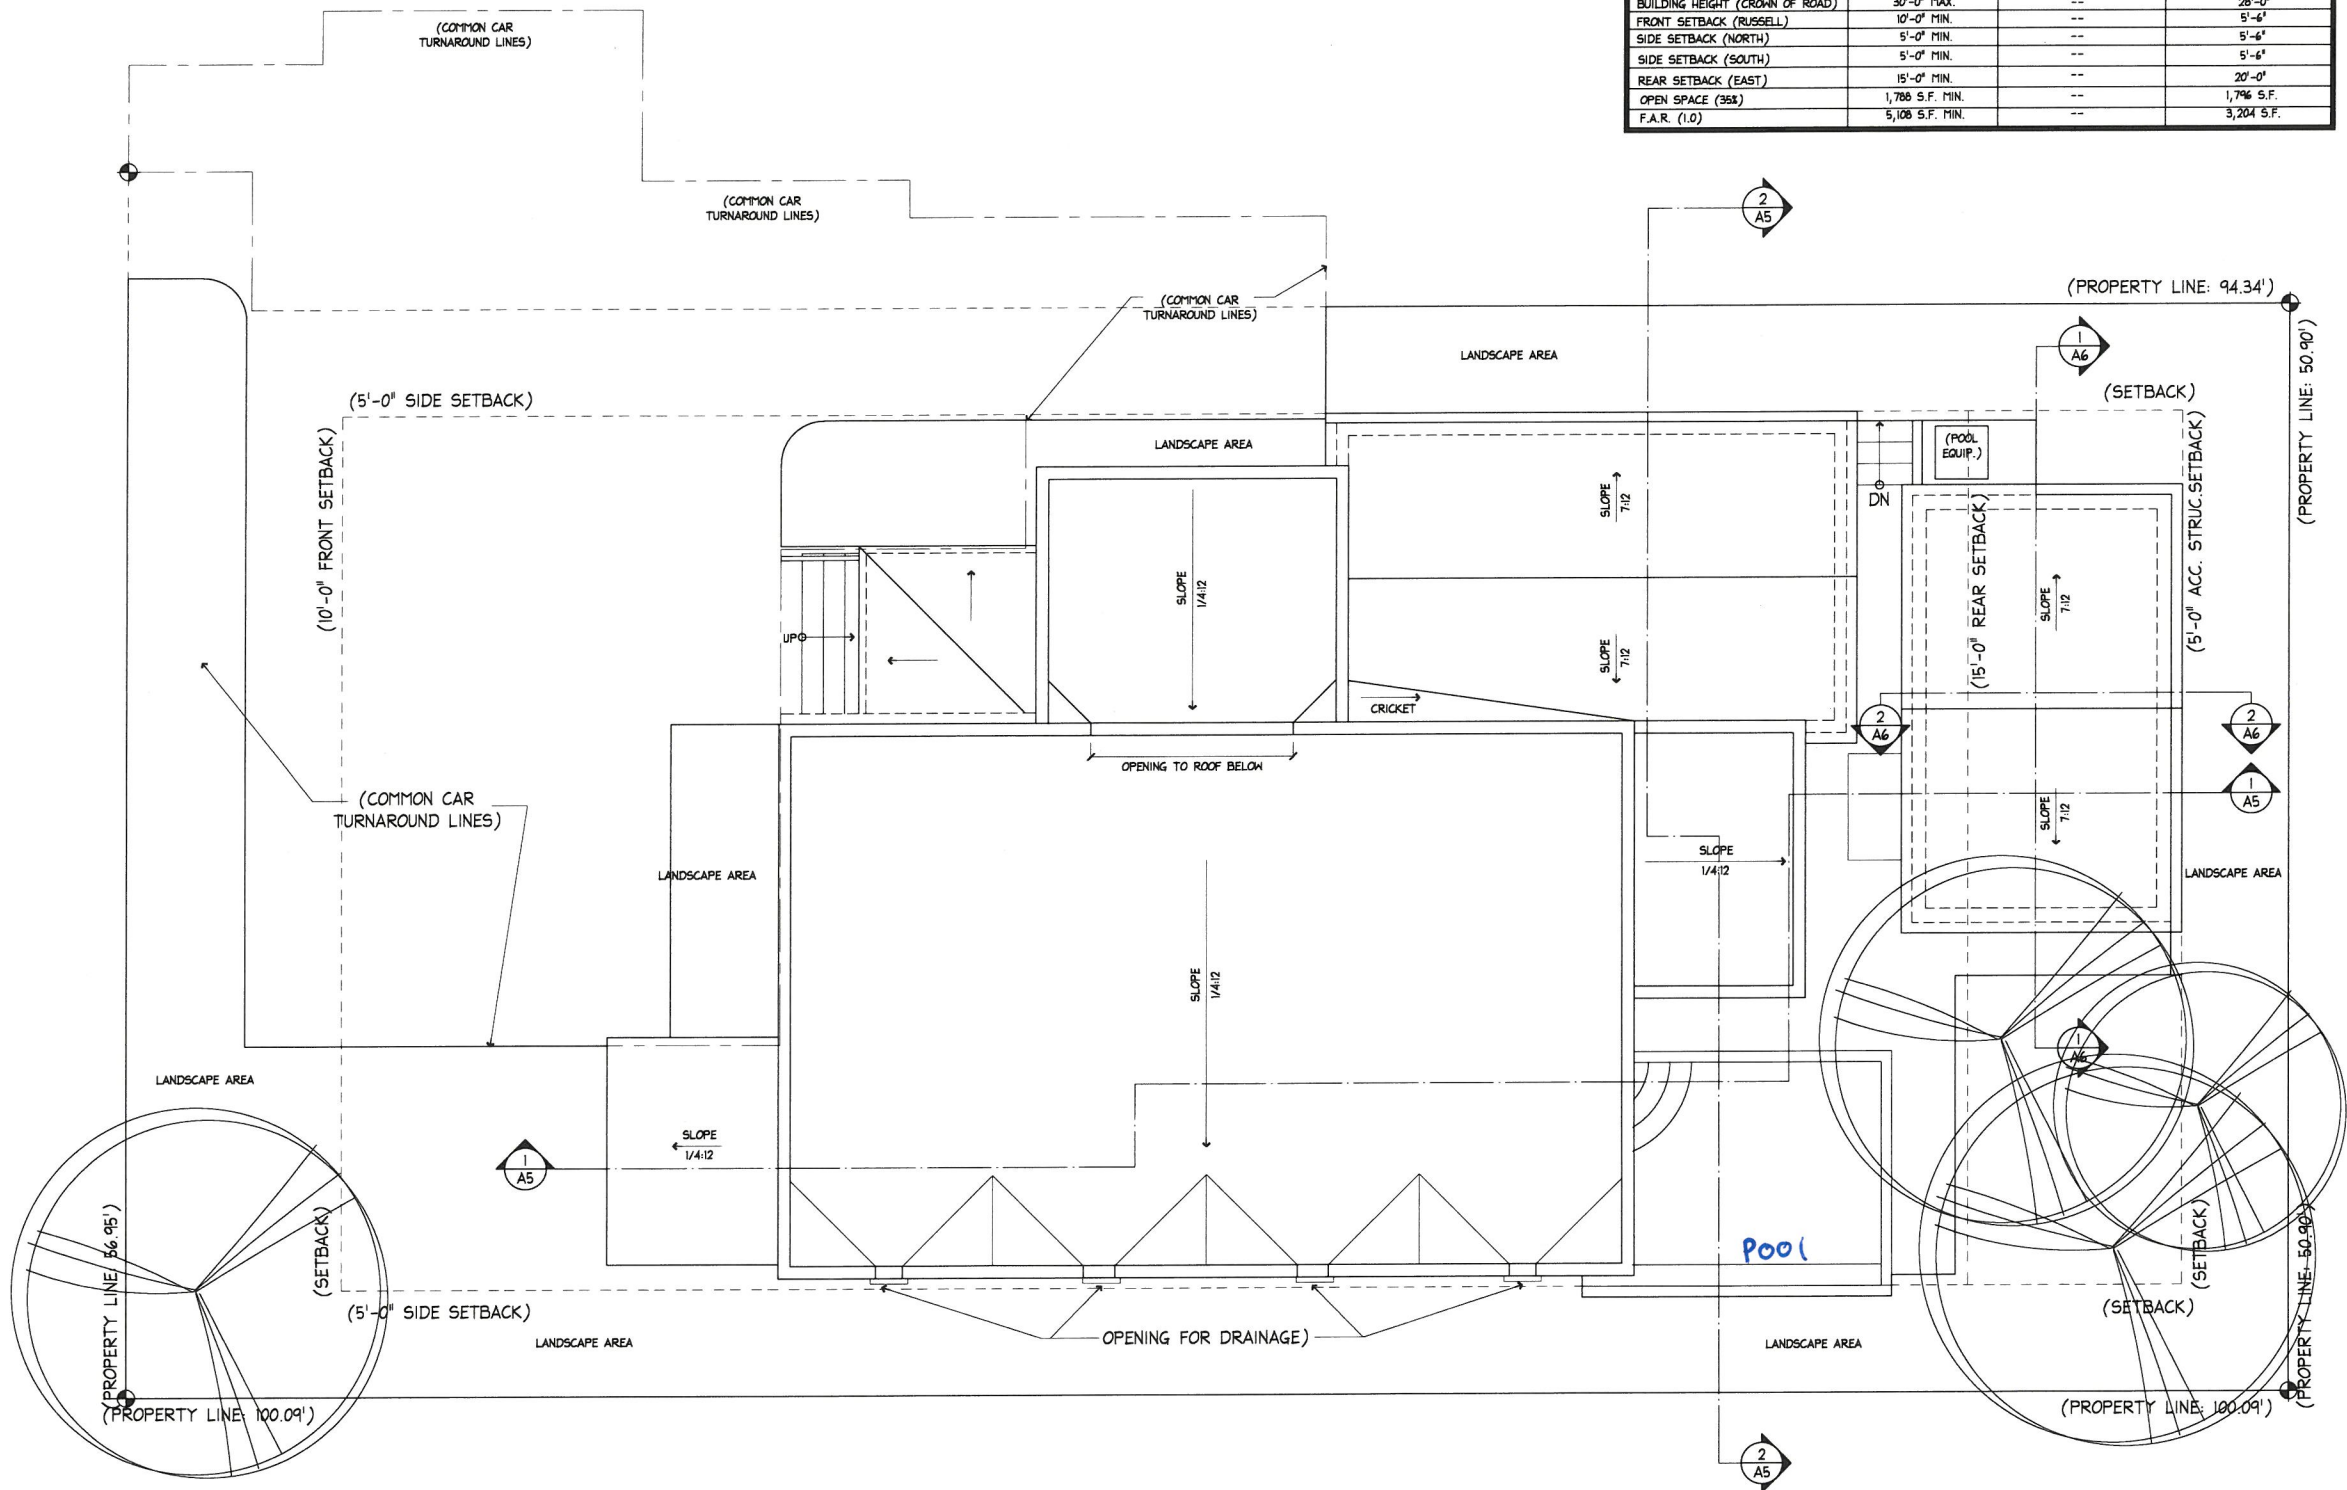 BUILDING HEIGHT (CROWN OF ROAD) 30'-0" MAX. -- 28'-0"
FRONT SETBACK (RUSSELL) 10'-0" MIN. -- 5'-6"
SIDE SETBACK (NORTH) 5'-0" MIN. -- 5'-6"
SIDE SETBACK (SOUTH) 5'-0" MIN. -- 5'-6"
REAR SETBACK (EAST) 15'-0" MIN. -- 20'-0"
OPEN SPACE (35%) 1,788 S.F. MIN. -- 1,796 S.F.
F.A.R. (1.0) 5,108 S.F. MIN. -- 3,204 S.F.
(COMMON CAR
TURNAROUND LINES)
(COMMON CAR
TURNAROUND LINES)
2
A5
(COMMON CAR
TURNAROUND LINES)
(PROPERTY LINE: 94.34')
(PROPERTY LINE: 50.90')
LANDSCAPE AREA
1
A6
(SETBACK)
(5'-0" SIDE SETBACK)
(10'-0" FRONT SETBACK)
LANDSCAPE AREA
(POOL
EQUIP.)
DN
(5'-0" ACC. STRUC.SETBACK)
(15'-0" REAR SETBACK)
SLOPE
7:12
SLOPE
1/4:12
SLOPE
7:12
UP
SLOPE
7:12
CRICKET
2
A6
2
A6
OPENING TO ROOF BELOW
1
A5
(COMMON CAR
TURNAROUND LINES)
SLOPE
7:12
SLOPE
1/4:12
LANDSCAPE AREA
LANDSCAPE AREA
SLOPE
1/4:12
1
A6
LANDSCAPE AREA
SLOPE
1/4:12
1
A5
(PROPERTY LINE: 56.95')
(SETBACK)
POOl
(SETBACK)
(PROPERTY LINE: 50.90')
(5'-0" SIDE SETBACK)
(SETBACK)
LANDSCAPE AREA
OPENING FOR DRAINAGE)
LANDSCAPE AREA
(PROPERTY LINE: 100.09')
(PROPERTY LINE: 100.09')
2
A5